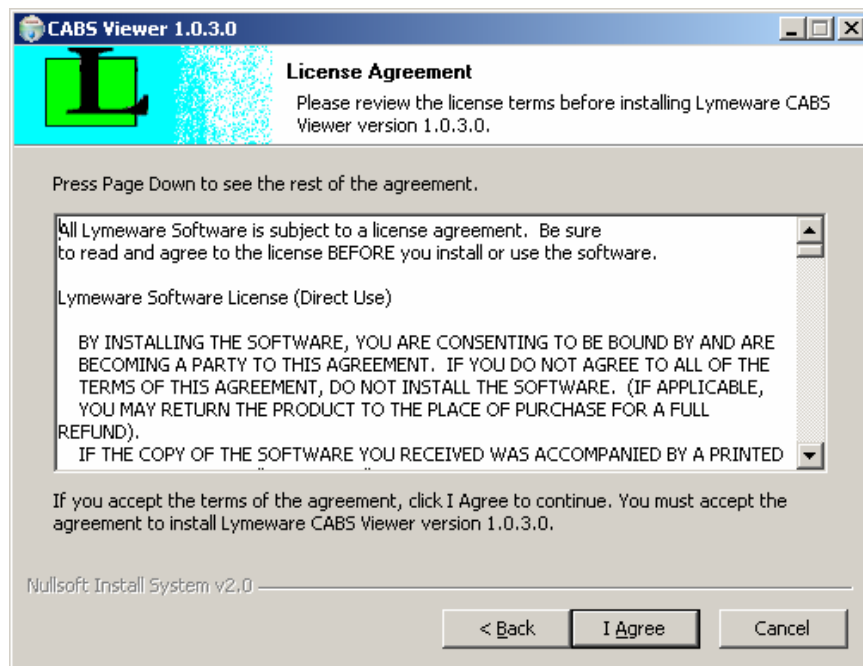 CABS Viewer 1.0.3.0
L
License Agreement
Please review the license terms before installing Lymeware CABS
Viewer version 1.0.3.0.
Press Page Down to see the rest of the agreement.
All Lymeware Software is subject to a license agreement.  Be sure
to read and agree to the license BEFORE you install or use the software.
Lymeware Software License (Direct Use)
BY INSTALLING THE SOFTWARE, YOU ARE CONSENTING TO BE BOUND BY AND ARE
BECOMING A PARTY TO THIS AGREEMENT.  IF YOU DO NOT AGREE TO ALL OF THE
TERMS OF THIS AGREEMENT, DO NOT INSTALL THE SOFTWARE.  (IF APPLICABLE,
YOU MAY RETURN THE PRODUCT TO THE PLACE OF PURCHASE FOR A FULL
REFUND).
IF THE COPY OF THE SOFTWARE YOU RECEIVED WAS ACCOMPANIED BY A PRINTED
If you accept the terms of the agreement, click I Agree to continue. You must accept the
agreement to install Lymeware CABS Viewer version 1.0.3.0.
Nullsoft Install System v2.0
< Back
I Agree
Cancel